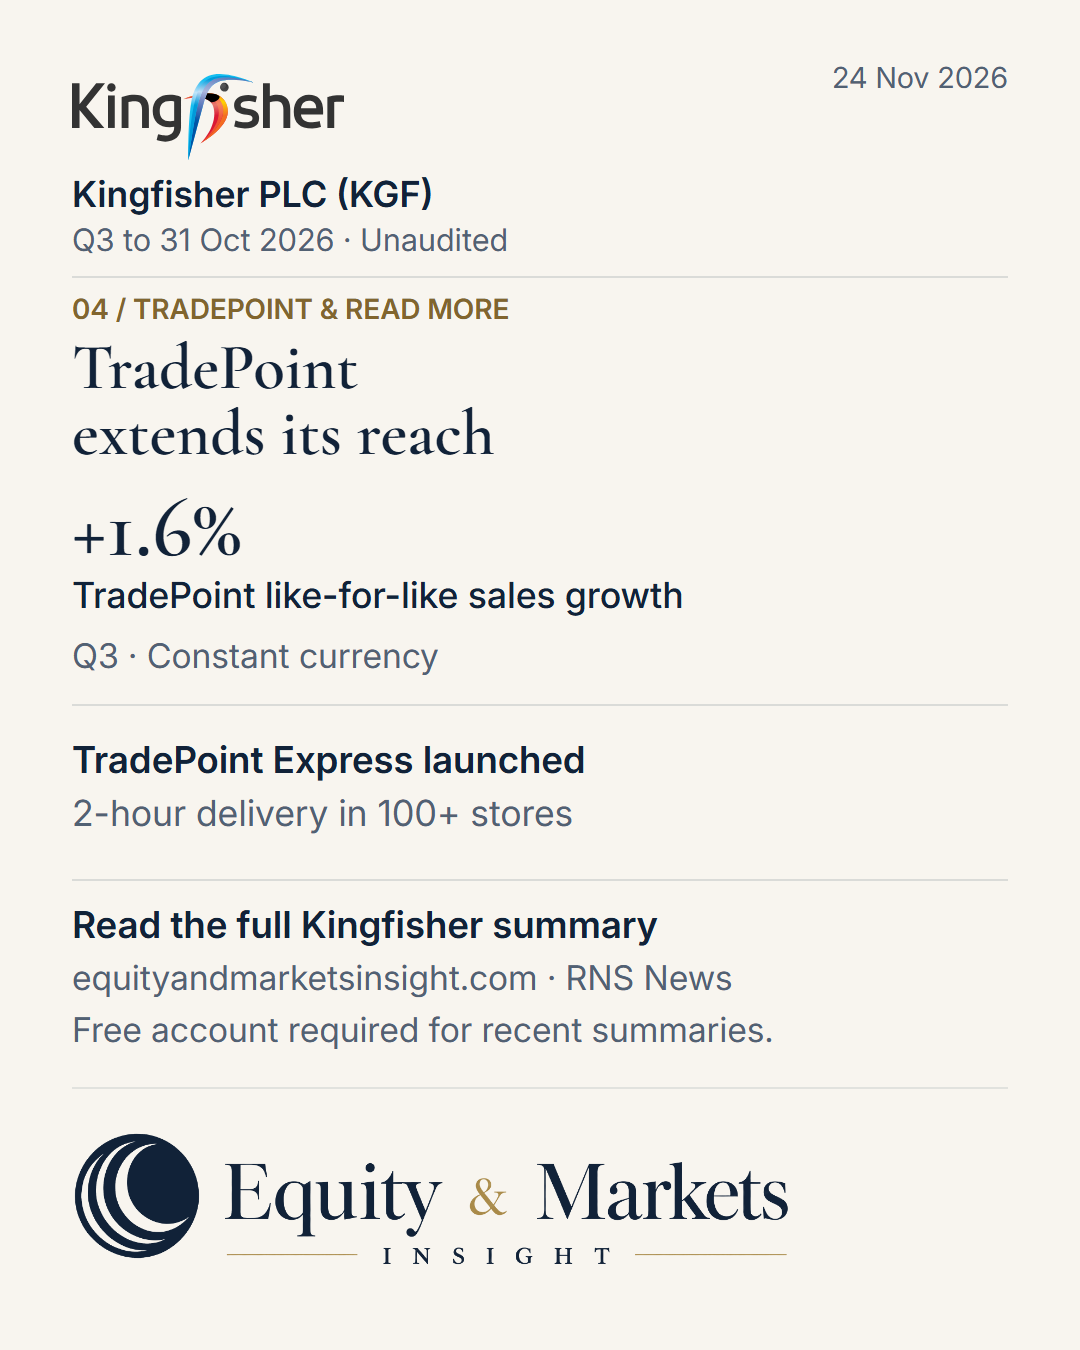 Kingfisher
24 Nov 2026
Kingfisher PLC (KGF)
Q3 to 31 Oct 2026 · Unaudited
04 / TRADEPOINT & READ MORE
TradePoint
extends its reach
+1.6%
TradePoint like-for-like sales growth
Q3 · Constant currency
TradePoint Express launched
2-hour delivery in 100+ stores
Read the full Kingfisher summary
equityandmarketsinsight.com · RNS News
Free account required for recent summaries.
Equity & Markets
INSIGHT